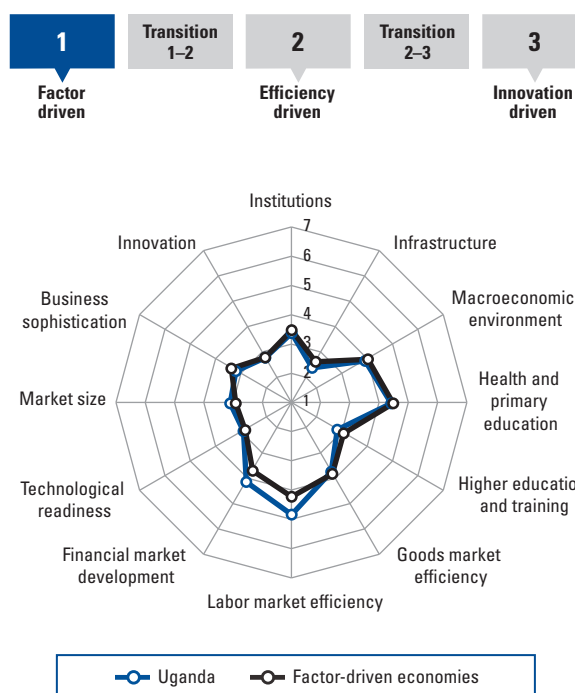 1
Transition
1–2
2
Transition
2–3
3
Factor
driven
Efficiency
driven
Innovation
driven
Institutions
7
Innovation
6
Infrastructure
5
Business
sophistication
4
Macroeconomic
environment
3
2
Market size
1
Health and
primary
education
Technological
readiness
Higher educatio
and training
Financial market
development
Goods market
efficiency
Labor market efficiency
Uganda
Factor-driven economies